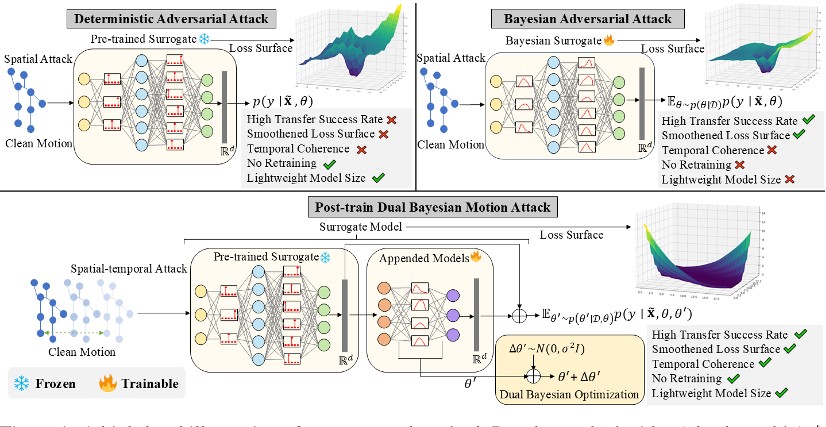 Deterministic Adversarial Attack
Pre-trained Surrogate
Loss Surface
Spatial Attack
Clean Motion
ℝ^d
p(y | x̃, θ)
High Transfer Success Rate ✖
Smoothened Loss Surface ✖
Temporal Coherence ✖
No Retraining ✔
Lightweight Model Size ✔
Bayesian Adversarial Attack
Bayesian Surrogate
Loss Surface
Spatial Attack
Clean Motion
ℝ^d
𝔼_{θ~p(θ|𝒟)} p(y | x̃, θ)
High Transfer Success Rate ✔
Smoothened Loss Surface ✔
Temporal Coherence ✖
No Retraining ✖
Lightweight Model Size ✖
Post-train Dual Bayesian Motion Attack
Surrogate Model
Loss Surface
Spatial-temporal Attack
Clean Motion
Pre-trained Surrogate
ℝ^d
Appended Models
ℝ^d
𝔼_{θ'~p(θ'|𝒟,θ)} p(y | x̃, θ, θ')
Δθ'~N(0, σ²I)
θ'
θ' + Δθ'
Dual Bayesian Optimization
High Transfer Success Rate ✔
Smoothened Loss Surface ✔
Temporal Coherence ✔
No Retraining ✔
Lightweight Model Size ✔
Frozen
Trainable